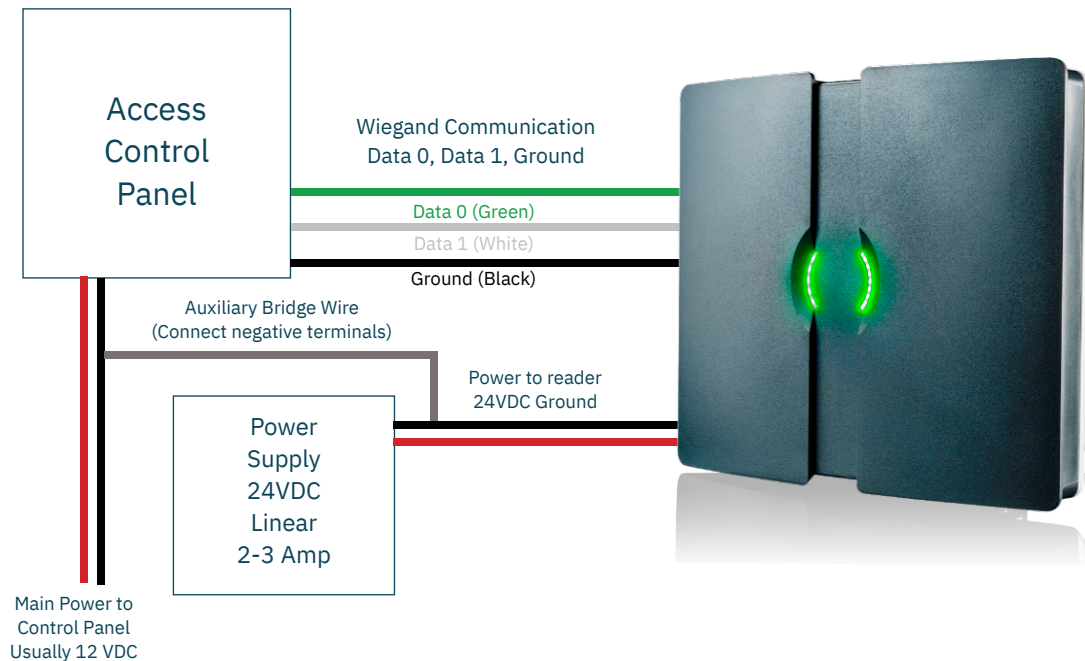 Access
Control
Panel
Wiegand Communication
Data 0, Data 1, Ground
Data 0 (Green)
Data 1 (White)
Ground (Black)
Auxiliary Bridge Wire
(Connect negative terminals)
Power to reader
24VDC Ground
Power
Supply
24VDC
Linear
2-3 Amp
Main Power to
Control Panel
Usually 12 VDC